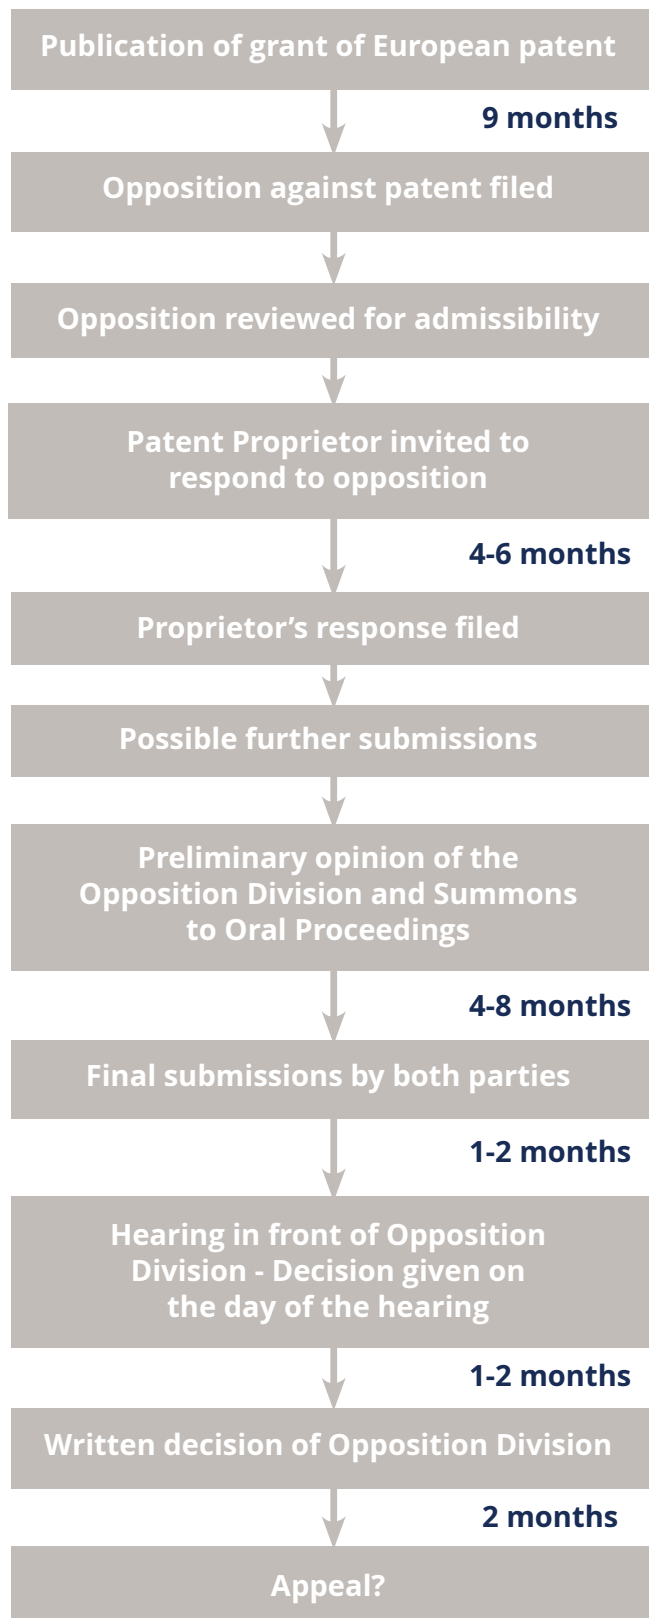 Publication of grant of European patent
9 months
Opposition against patent filed
Opposition reviewed for admissibility
Patent Proprietor invited to
respond to opposition
4-6 months
Proprietor’s response filed
Possible further submissions
Preliminary opinion of the
Opposition Division and Summons
to Oral Proceedings
4-8 months
Final submissions by both parties
1-2 months
Hearing in front of Opposition
Division - Decision given on
the day of the hearing
1-2 months
Written decision of Opposition Division
2 months
Appeal?